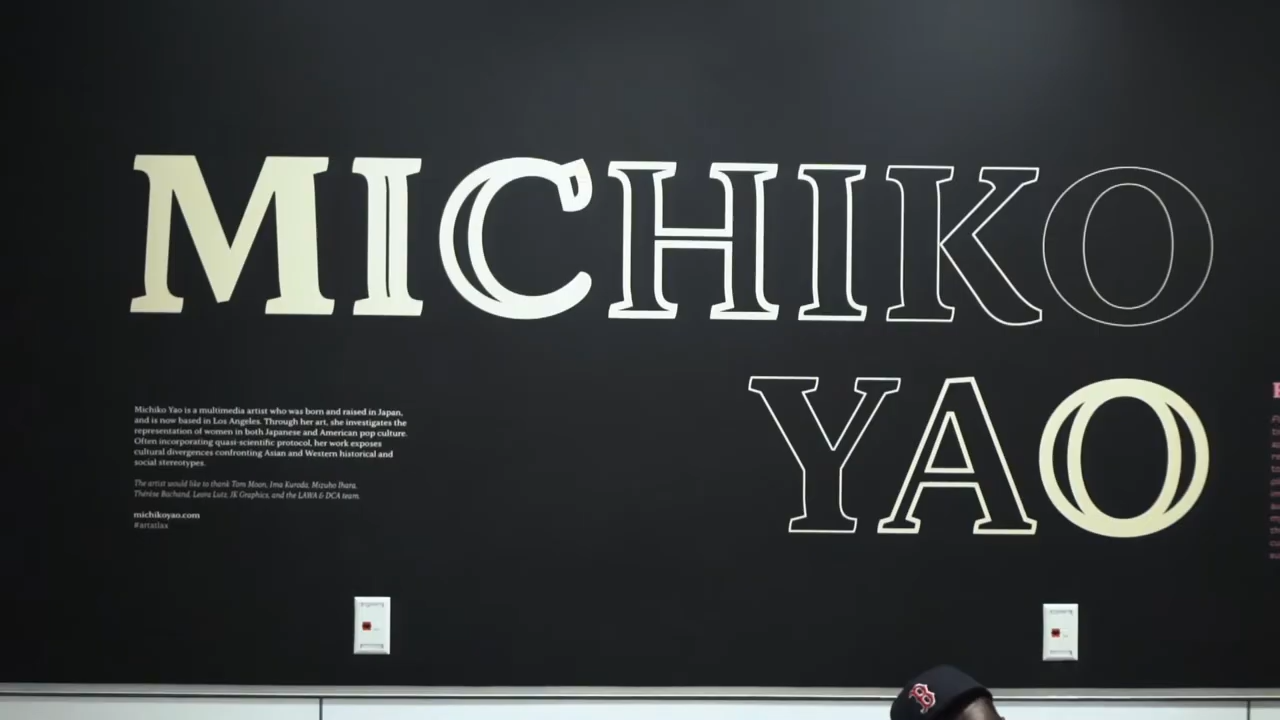 MICHIKO
YAO
Michiko Yao is a multimedia artist who was born and raised in Japan,
and is now based in Los Angeles. Through her art, she investigates the
representation of women in both Japanese and American pop culture.
Often incorporating quasi-scientific protocol, her work exposes
cultural divergences confronting Asian and Western historical and
social stereotypes.
The artist would like to thank Tom Moon, Ima Kuroda, Mizuho Ihara,
Thérèse Bachand, Leora Lutz, JK Graphics, and the LAWA & DCA team.
michikoyao.com
#artatlax
B